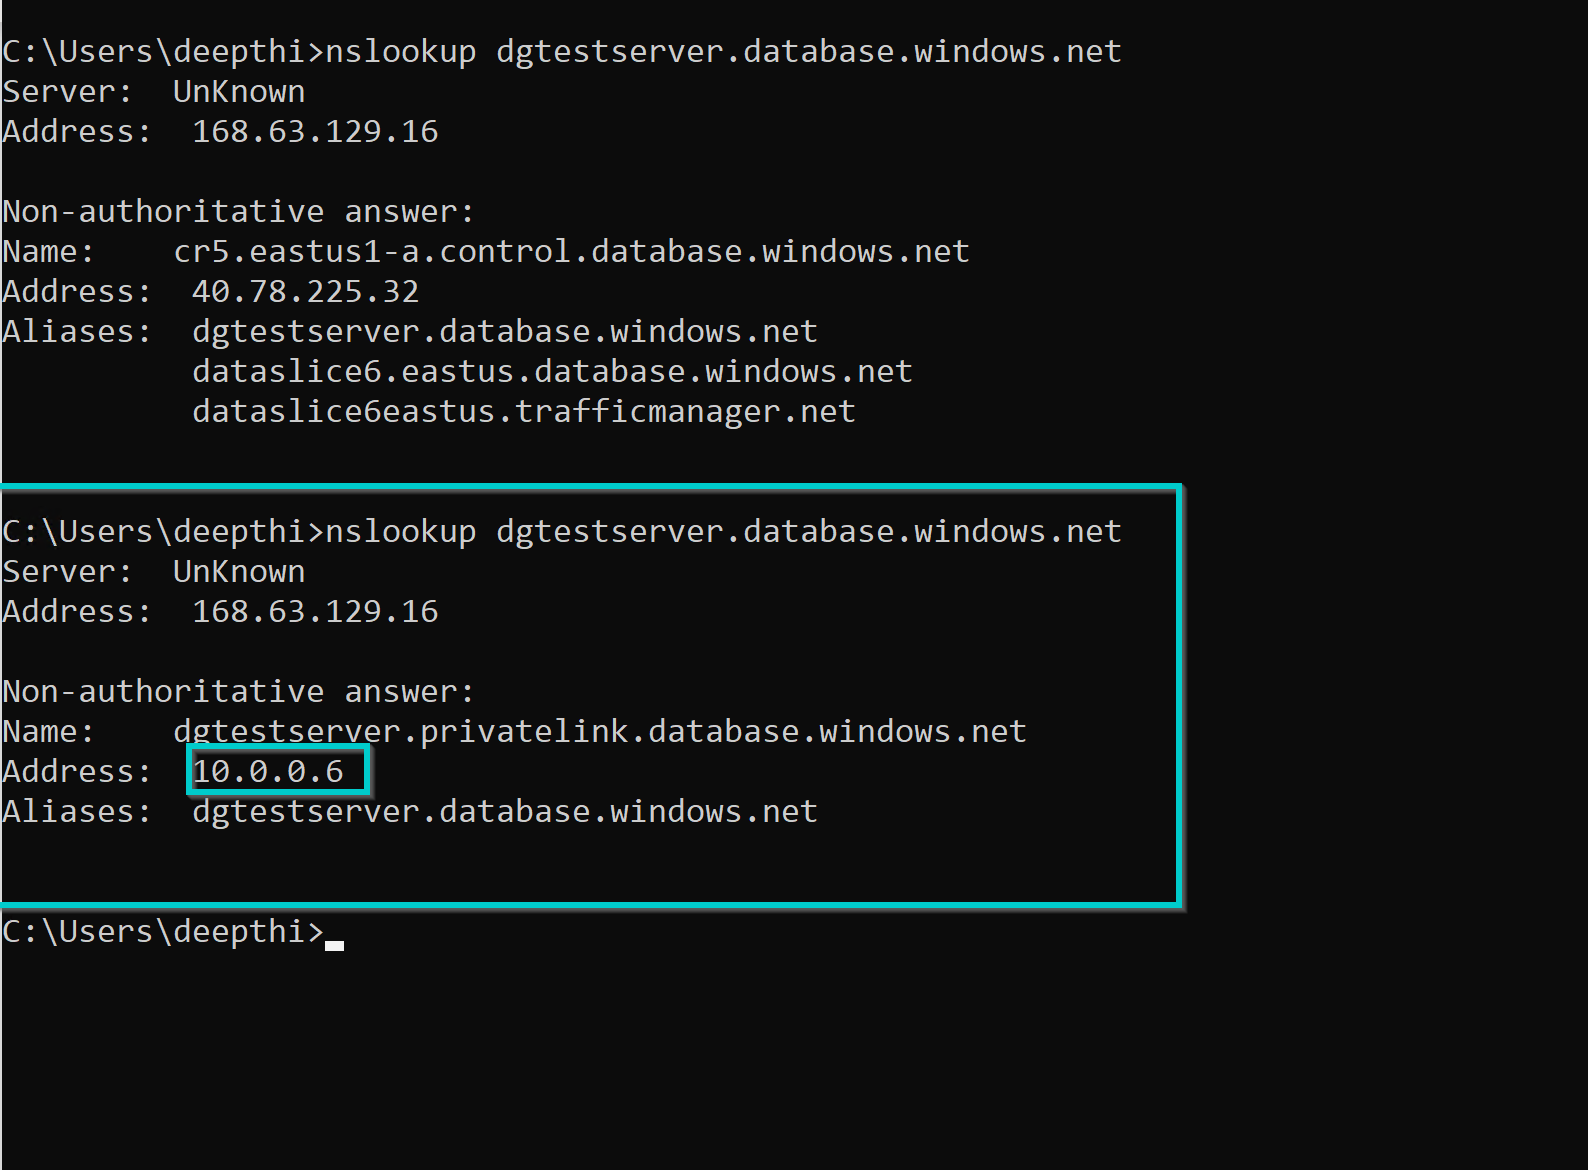 C:\Users\deepthi>nslookup dgtestserver.database.windows.net
Server:  UnKnown
Address:  168.63.129.16
Non-authoritative answer:
Name:    cr5.eastus1-a.control.database.windows.net
Address:  40.78.225.32
Aliases:  dgtestserver.database.windows.net
          dataslice6.eastus.database.windows.net
          dataslice6eastus.trafficmanager.net
C:\Users\deepthi>nslookup dgtestserver.database.windows.net
Server:  UnKnown
Address:  168.63.129.16
Non-authoritative answer:
Name:    dgtestserver.privatelink.database.windows.net
Address:  10.0.0.6
Aliases:  dgtestserver.database.windows.net
C:\Users\deepthi>